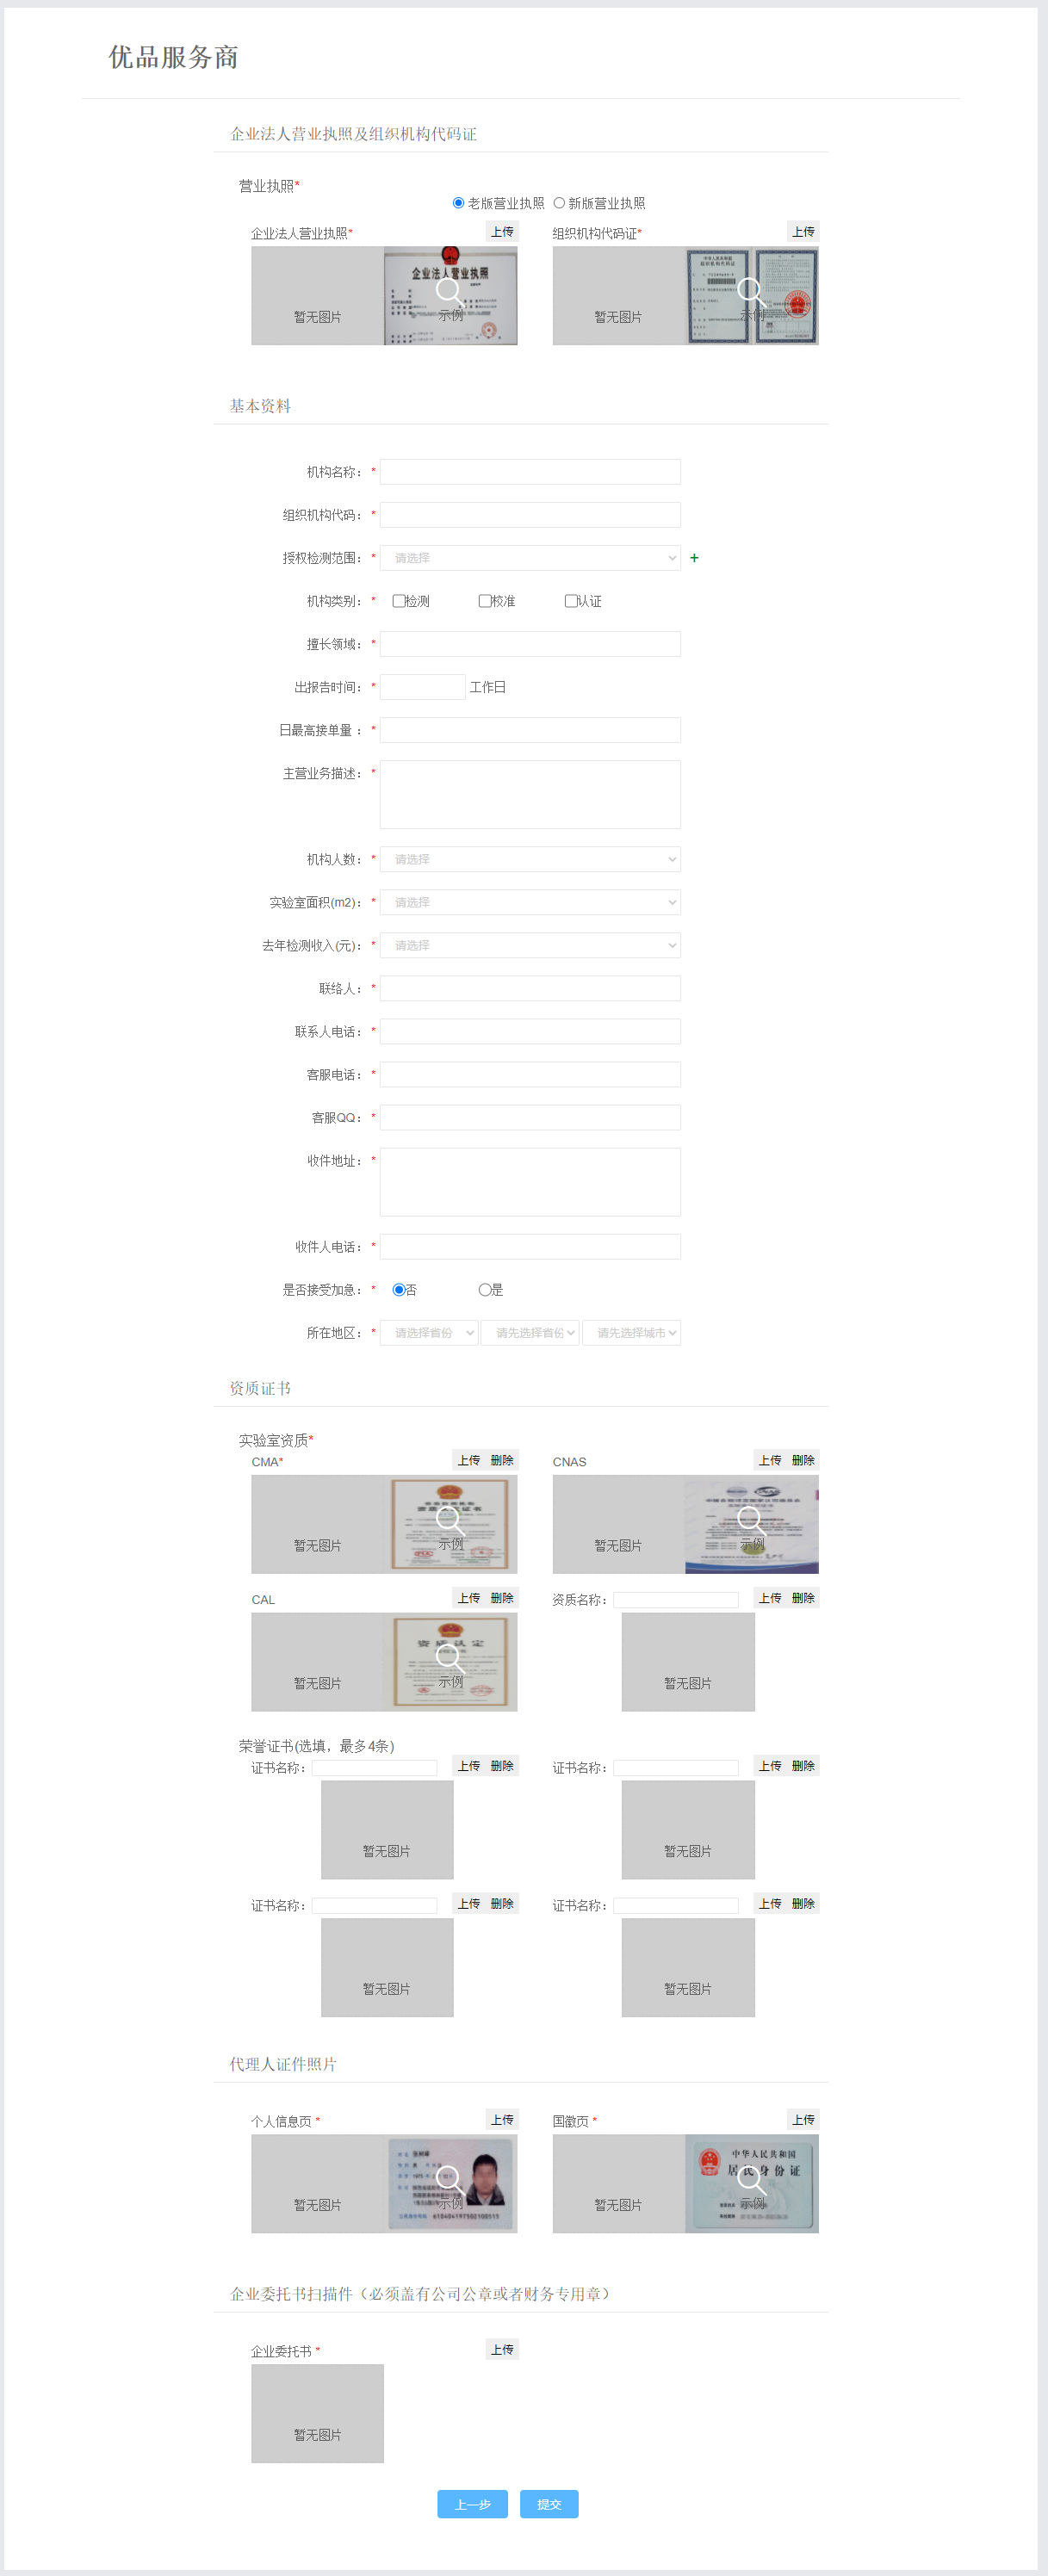 优品服务商
企业法人营业执照及组织机构代码证
营业执照*
老版营业执照 新版营业执照
企业法人营业执照* 上传 组织机构代码证* 上传
企业法人营业执照
暂无图片 示例 暂无图片 示例
基本资料
机构名称： *
组织机构代码： *
授权检测范围： * 请选择 +
机构类别： * 检测 校准 认证
擅长领域： *
出报告时间： * 工作日
日最高接单量 ： *
主营业务描述： *
机构人数： * 请选择
实验室面积(m2)： * 请选择
去年检测收入(元)： * 请选择
联络人： *
联系人电话： *
客服电话： *
客服QQ： *
收件地址： *
收件人电话： *
是否接受加急： * 否 是
所在地区： * 请选择省份 请先选择省份 请先选择城市
资质证书
实验室资质*
CMA* 上传 删除 CNAS 上传 删除
暂无图片 示例 暂无图片 示例
CAL 上传 删除 资质名称： 上传 删除
资质认定
暂无图片 示例 暂无图片
荣誉证书(选填，最多4条)
证书名称： 上传 删除 证书名称： 上传 删除
暂无图片 暂无图片
证书名称： 上传 删除 证书名称： 上传 删除
暂无图片 暂无图片
代理人证件照片
个人信息页 * 上传 国徽页 * 上传
中华人民共和国
居民身份证
暂无图片 示例 暂无图片 示例
企业委托书扫描件（必须盖有公司公章或者财务专用章）
企业委托书 * 上传
暂无图片
上一步 提交